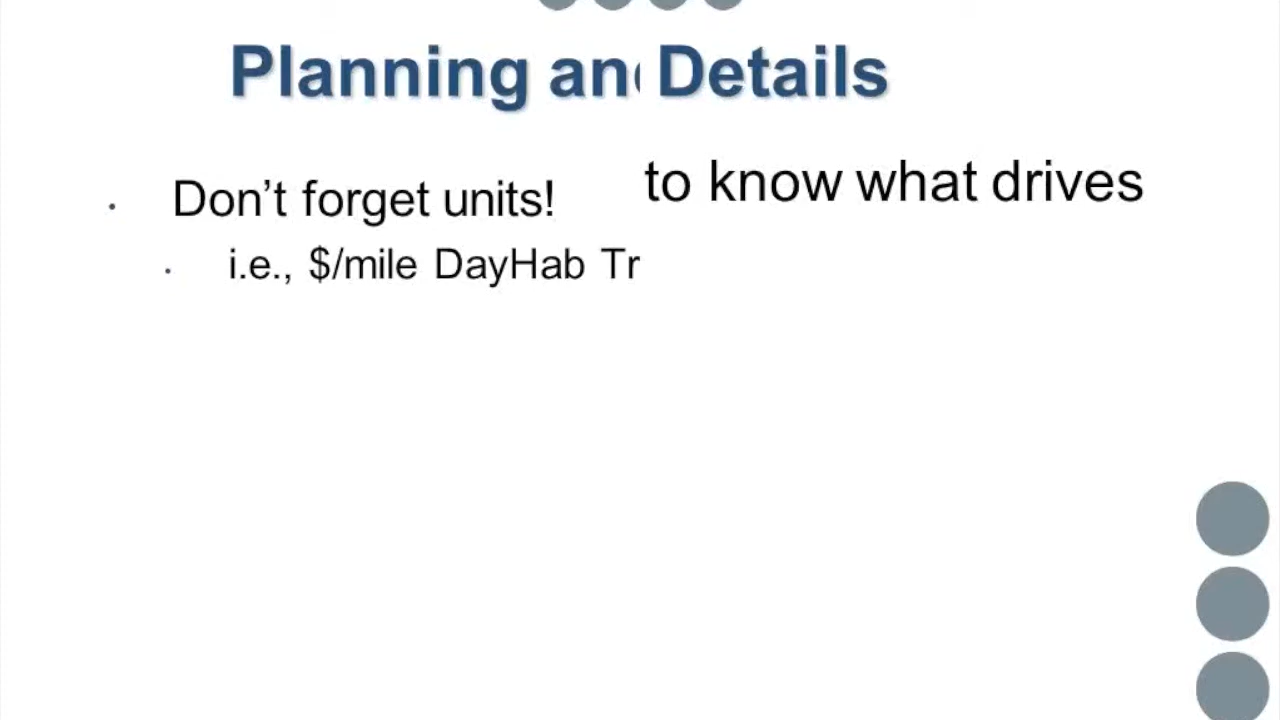 Planning an Details
to know what drives
Don't forget units!
i.e., $/mile DayHab Tr